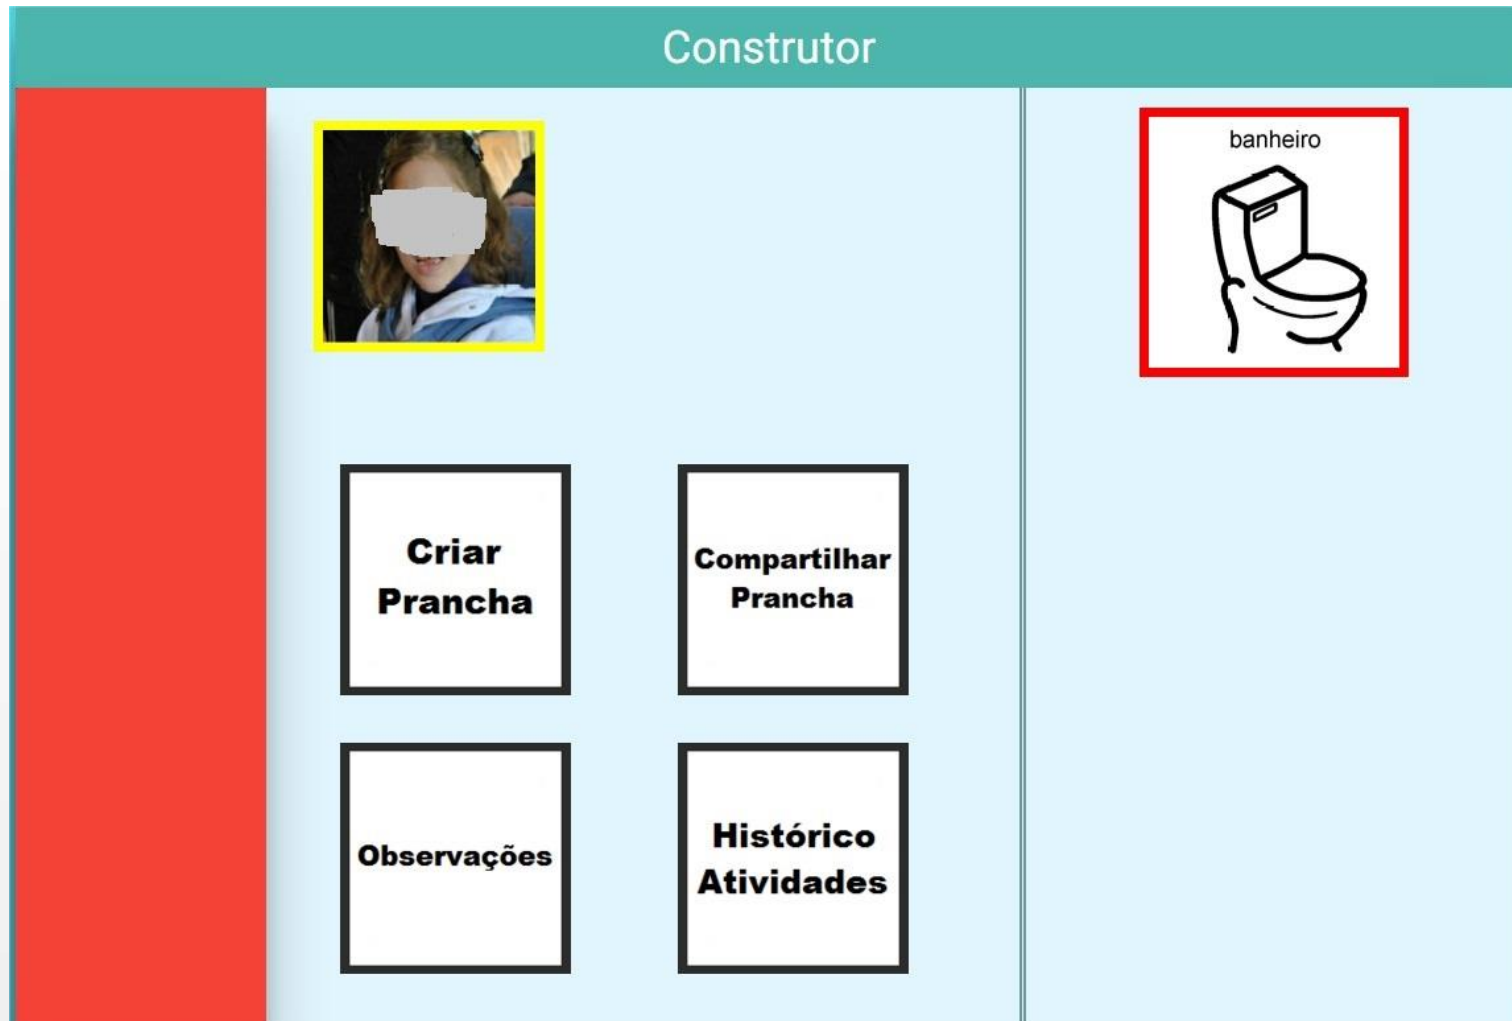 Construtor
banheiro
Criar
Prancha
Compartilhar
Prancha
Observações
Histórico
Atividades